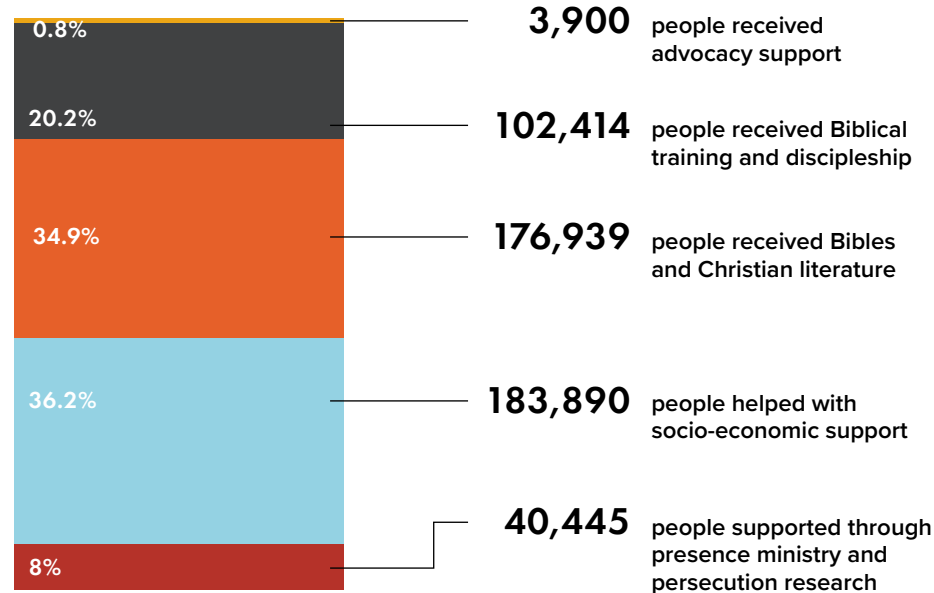 0.8%
3,900
people received
advocacy support
20.2%
102,414
people received Biblical
training and discipleship
34.9%
176,939
people received Bibles
and Christian literature
36.2%
183,890
people helped with
socio-economic support
8%
40,445
people supported through
presence ministry and
persecution research